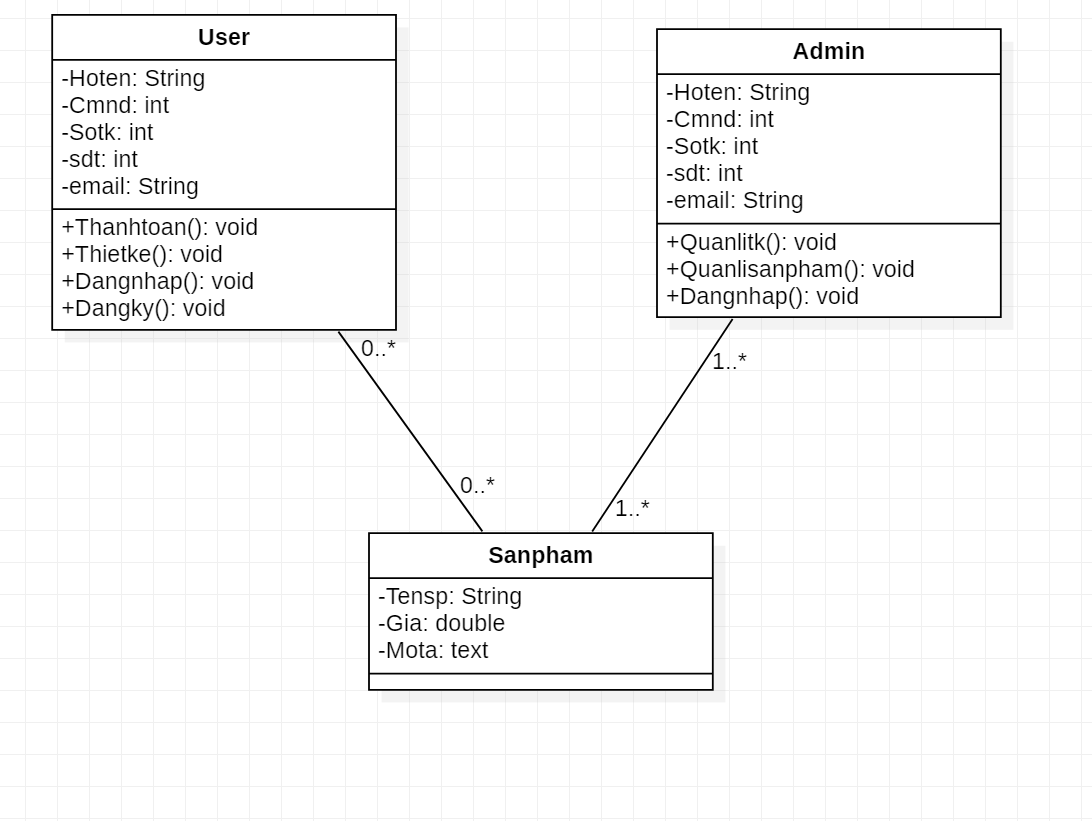 User
-Hoten: String
-Cmnd: int
-Sotk: int
-sdt: int
-email: String
+Thanhtoan(): void
+Thietke(): void
+Dangnhap(): void
+Dangky(): void
Admin
-Hoten: String
-Cmnd: int
-Sotk: int
-sdt: int
-email: String
+Quanlitk(): void
+Quanlisanpham(): void
+Dangnhap(): void
0..*
1..*
0..*
1..*
Sanpham
-Tensp: String
-Gia: double
-Mota: text